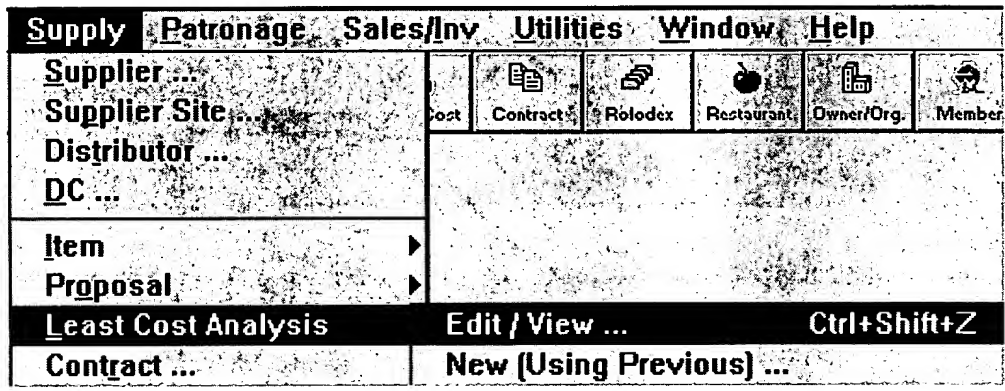 Supply Patronage Sales/Inv Utilities Window Help
Supplier ...
Supplier Site ...
Distributor ...
DC ...
Cost Contract Rolodex Restaurant Owner/Org. Member
Item
Proposal
Least Cost Analysis Edit / View ... Ctrl+Shift+Z
Contract ... New (Using Previous) ...